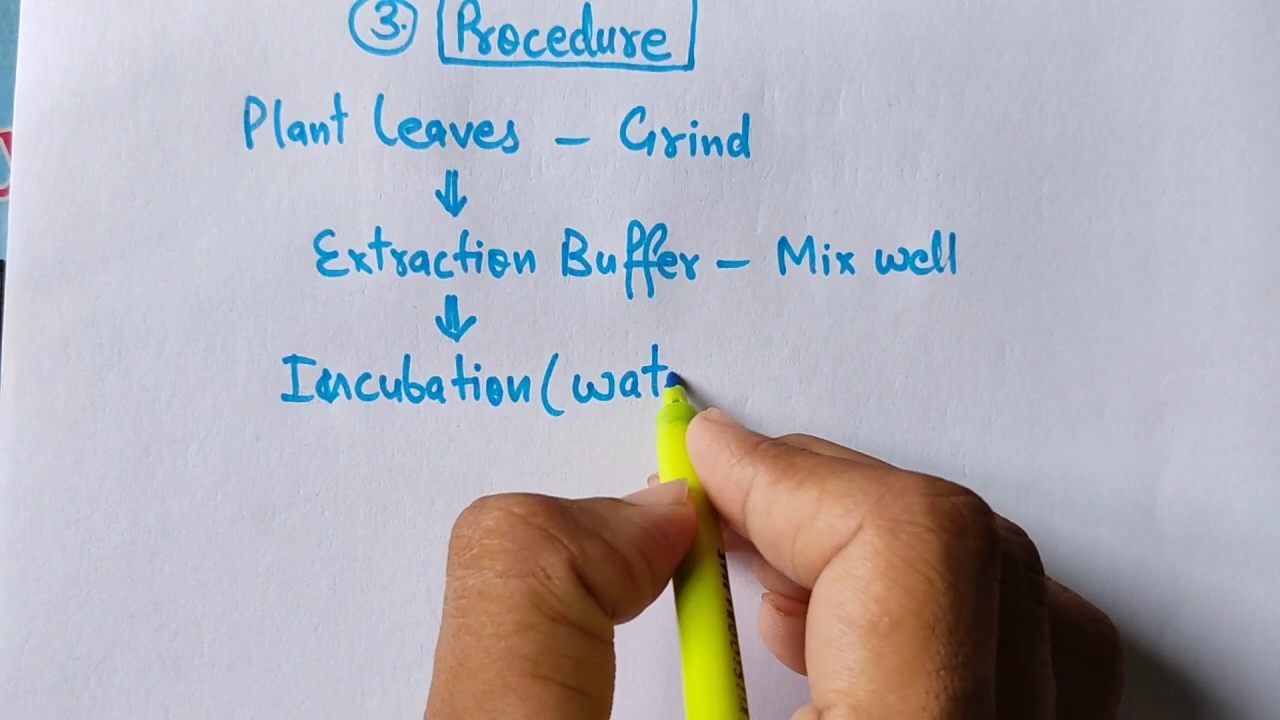 3. Procedure
Plant Leaves - Grind
⇓
Extraction Buffer - Mix well
⇓
Incubation (wat